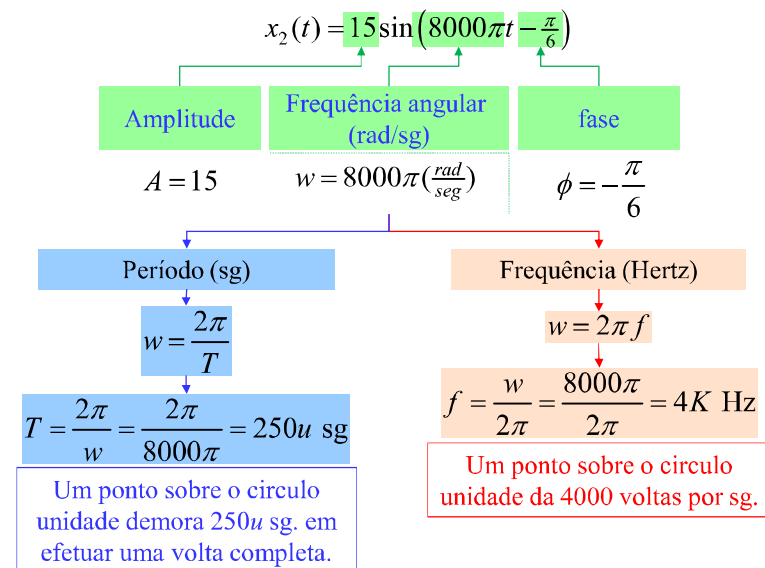 x₂(t) = 15sin(8000πt − π/6)
Amplitude
Frequência angular
(rad/sg)
fase
A = 15
w = 8000π(rad/seg)
ϕ = −π/6
Período (sg)
Frequência (Hertz)
w = 2π/T
w = 2πf
T = 2π/w = 2π/8000π = 250u sg
f = w/2π = 8000π/2π = 4K Hz
Um ponto sobre o circulo
unidade demora 250u sg. em
efetuar uma volta completa.
Um ponto sobre o circulo
unidade da 4000 voltas por sg.